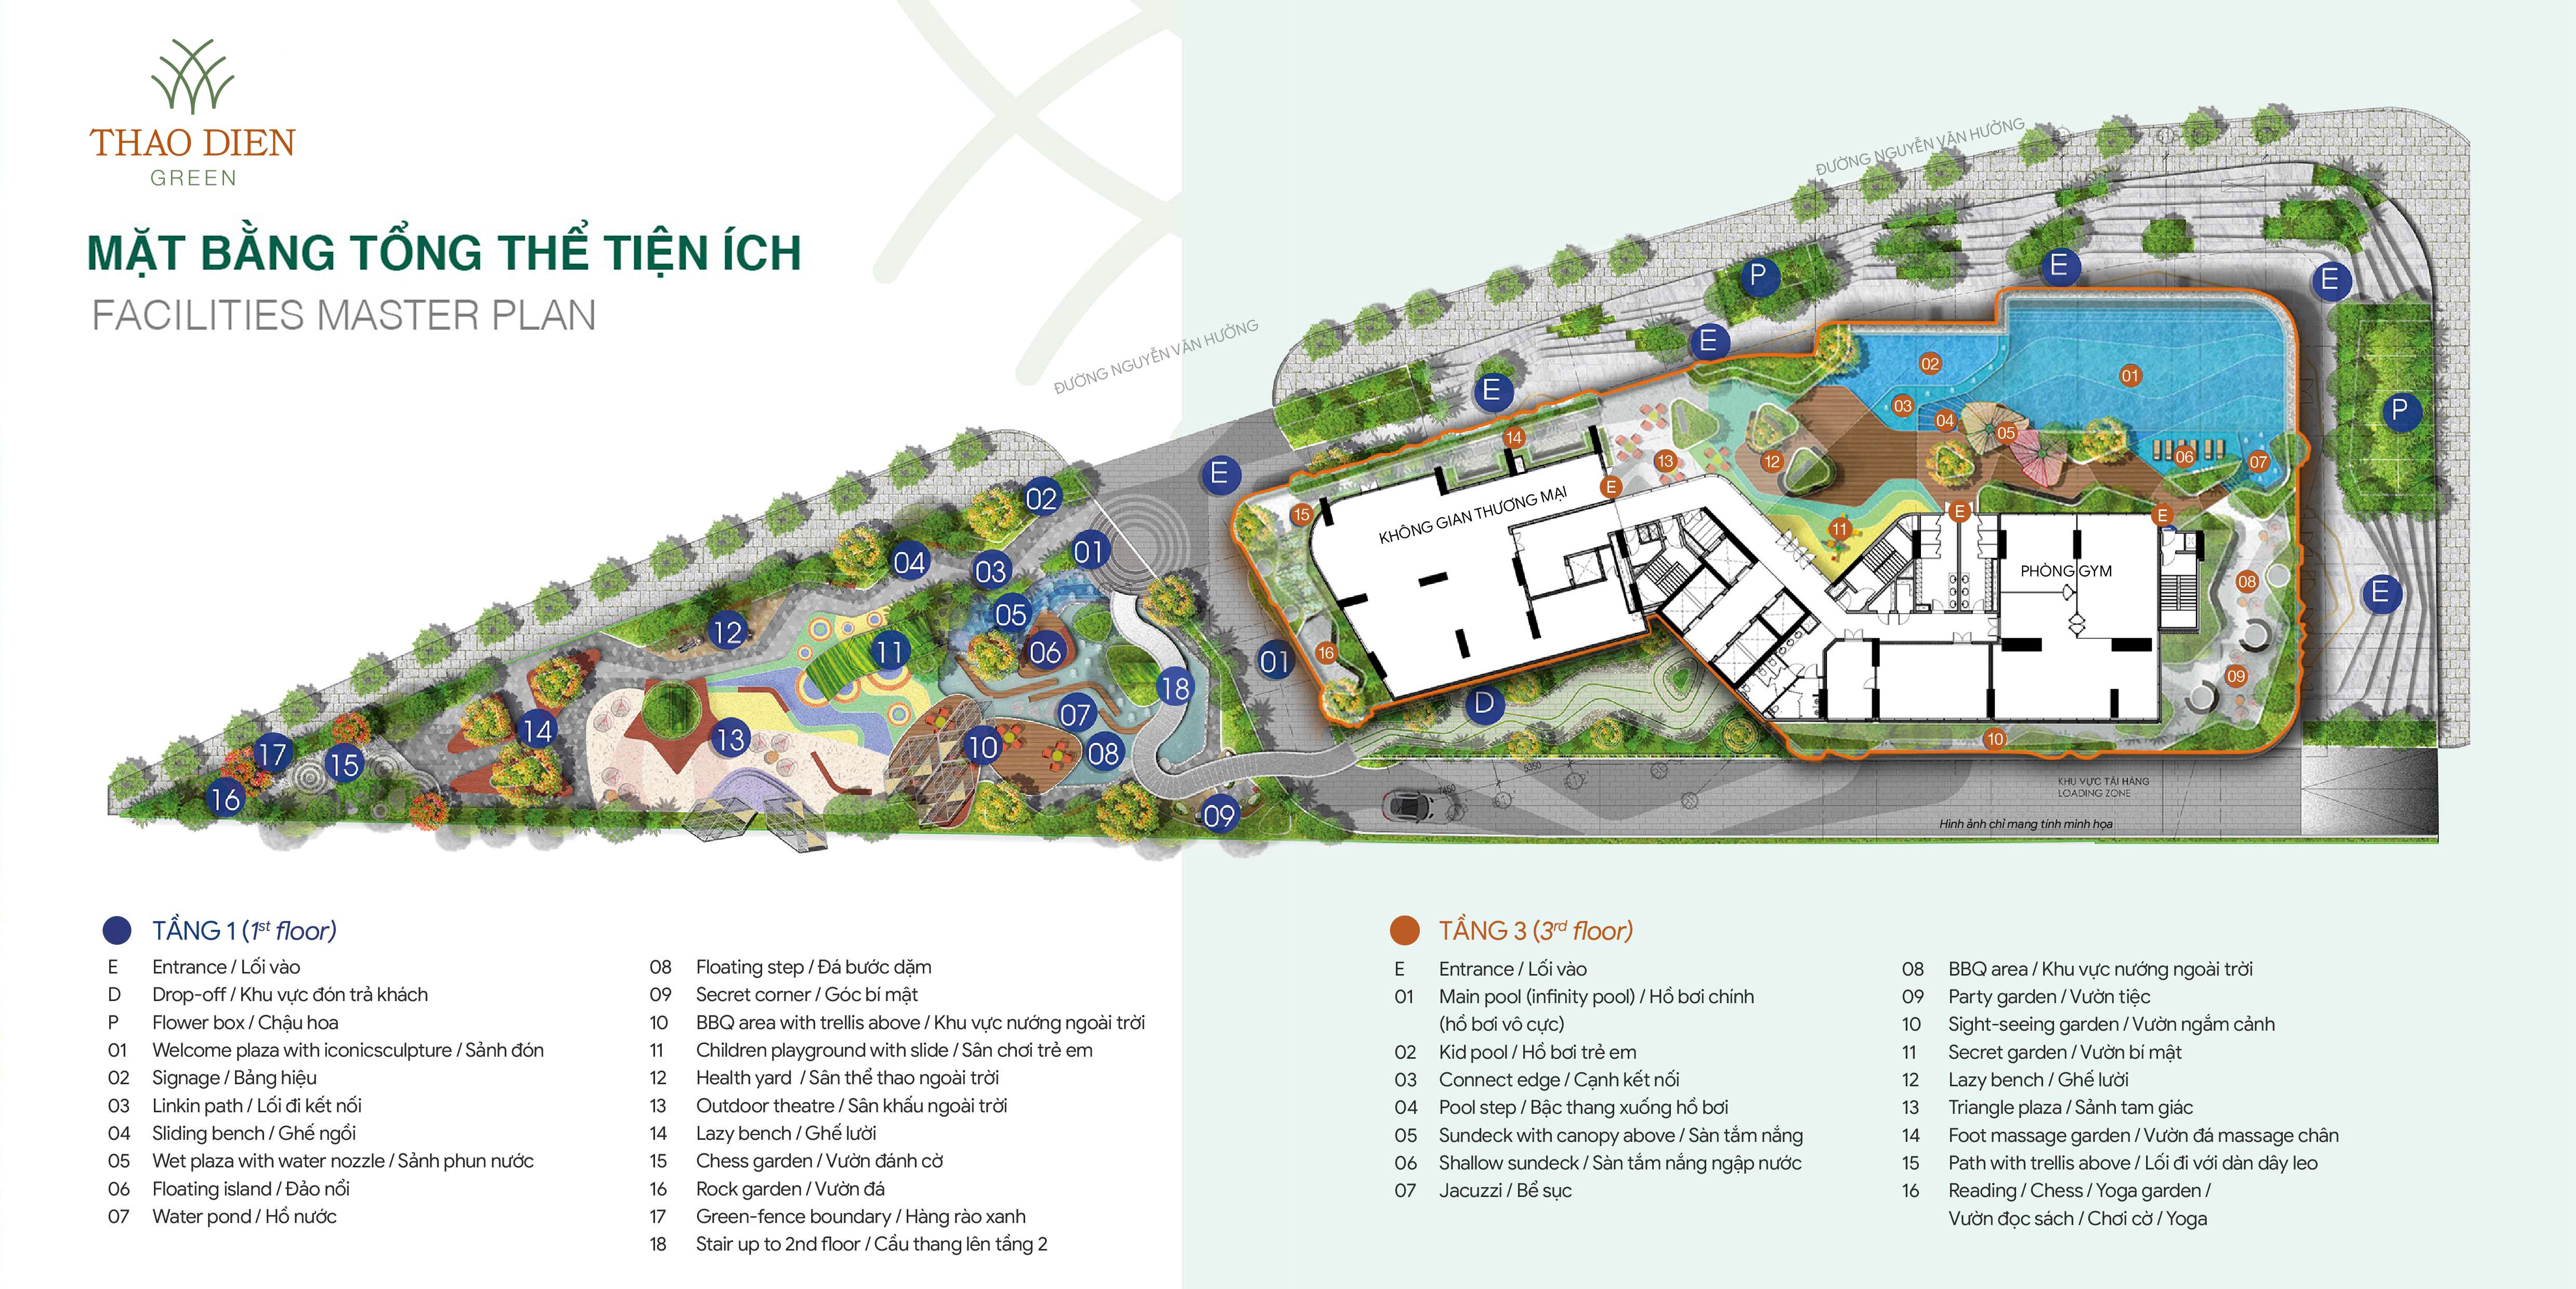 THAO DIEN
GREEN
MẶT BẰNG TỔNG THỂ TIỆN ÍCH
FACILITIES MASTER PLAN
ĐƯỜNG NGUYỄN VĂN HƯỜNG
ĐƯỜNG NGUYỄN VĂN HƯỜNG
E
E
P
E
E
P
E
E
01
D
E
02
01
04
03
05
06
12
11
18
07
13
10
08
14
17
15
16
09
02
01
03
04
05
06
07
14
13
12
E
15
KHÔNG GIAN THƯƠNG MẠI
E
E
11
PHÒNG GYM
08
16
09
10
KHU VỰC TẢI HÀNG
LOADING ZONE
Hình ảnh chỉ mang tính minh họa
TẦNG 1 (1st floor)
E Entrance / Lối vào
D Drop-off / Khu vực đón trả khách
P Flower box / Chậu hoa
01 Welcome plaza with iconicsculpture / Sảnh đón
02 Signage / Bảng hiệu
03 Linkin path / Lối đi kết nối
04 Sliding bench / Ghế ngồi
05 Wet plaza with water nozzle / Sảnh phun nước
06 Floating island / Đảo nổi
07 Water pond / Hồ nước
08 Floating step / Đá bước dặm
09 Secret corner / Góc bí mật
10 BBQ area with trellis above / Khu vực nướng ngoài trời
11 Children playground with slide / Sân chơi trẻ em
12 Health yard / Sân thể thao ngoài trời
13 Outdoor theatre / Sân khấu ngoài trời
14 Lazy bench / Ghế lười
15 Chess garden / Vườn đánh cờ
16 Rock garden / Vườn đá
17 Green-fence boundary / Hàng rào xanh
18 Stair up to 2nd floor / Cầu thang lên tầng 2
TẦNG 3 (3rd floor)
E Entrance / Lối vào
01 Main pool (infinity pool) / Hồ bơi chính
(hồ bơi vô cực)
02 Kid pool / Hồ bơi trẻ em
03 Connect edge / Cạnh kết nối
04 Pool step / Bậc thang xuống hồ bơi
05 Sundeck with canopy above / Sàn tắm nắng
06 Shallow sundeck / Sàn tắm nắng ngập nước
07 Jacuzzi / Bể sục
08 BBQ area / Khu vực nướng ngoài trời
09 Party garden / Vườn tiệc
10 Sight-seeing garden / Vườn ngắm cảnh
11 Secret garden / Vườn bí mật
12 Lazy bench / Ghế lười
13 Triangle plaza / Sảnh tam giác
14 Foot massage garden / Vườn đá massage chân
15 Path with trellis above / Lối đi với dàn dây leo
16 Reading / Chess / Yoga garden /
Vườn đọc sách / Chơi cờ / Yoga